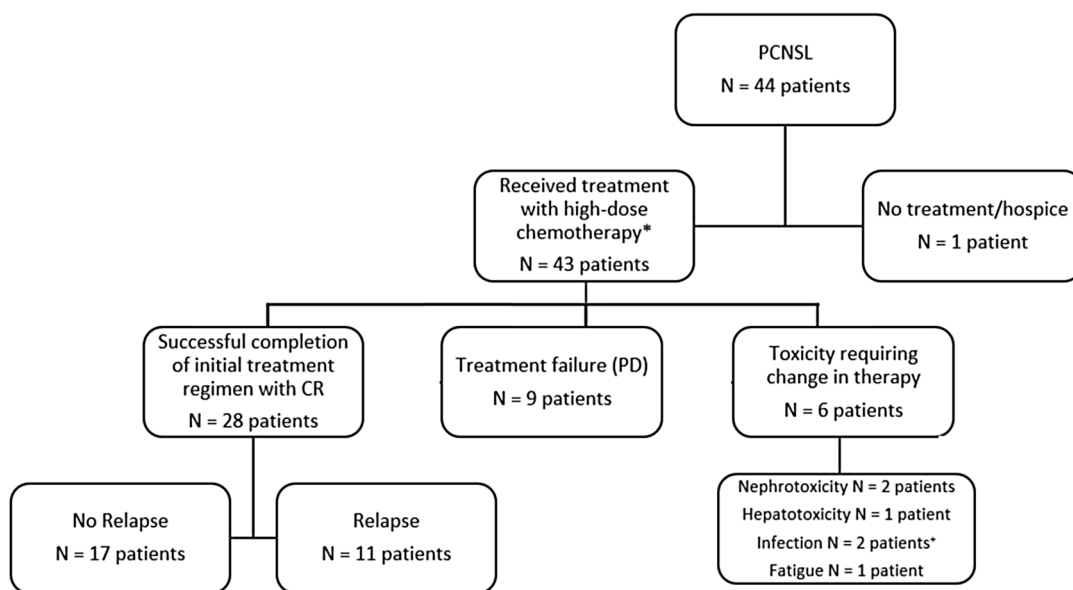 PCNSL
N = 44 patients
Received treatment
with high-dose
chemotherapy*
N = 43 patients
No treatment/hospice
N = 1 patient
Successful completion
of initial treatment
regimen with CR
N = 28 patients
Treatment failure (PD)
N = 9 patients
Toxicity requiring
change in therapy
N = 6 patients
No Relapse
N = 17 patients
Relapse
N = 11 patients
Nephrotoxicity N = 2 patients
Hepatotoxicity N = 1 patient
Infection N = 2 patients⁺
Fatigue N = 1 patient